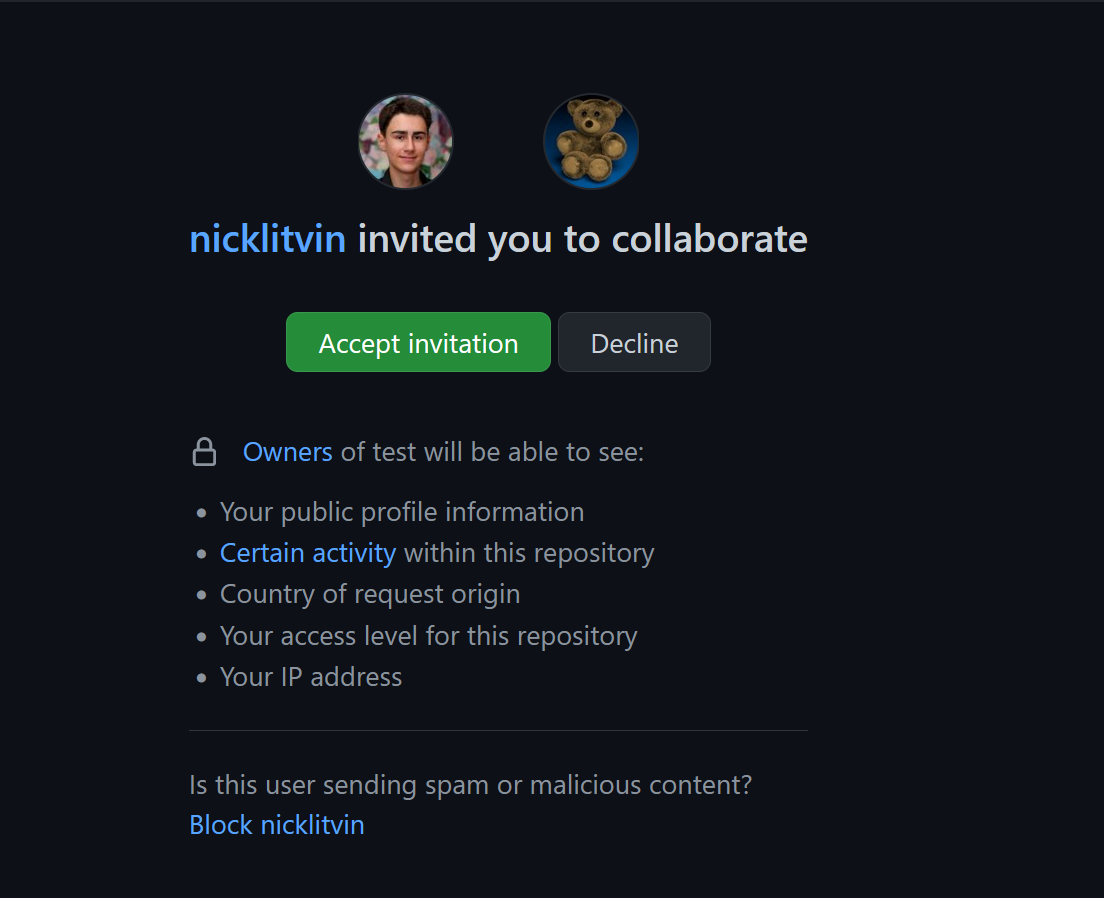 nicklitvin invited you to collaborate
Accept invitation
Decline
Owners of test will be able to see:
Your public profile information
Certain activity within this repository
Country of request origin
Your access level for this repository
Your IP address
Is this user sending spam or malicious content?
Block nicklitvin